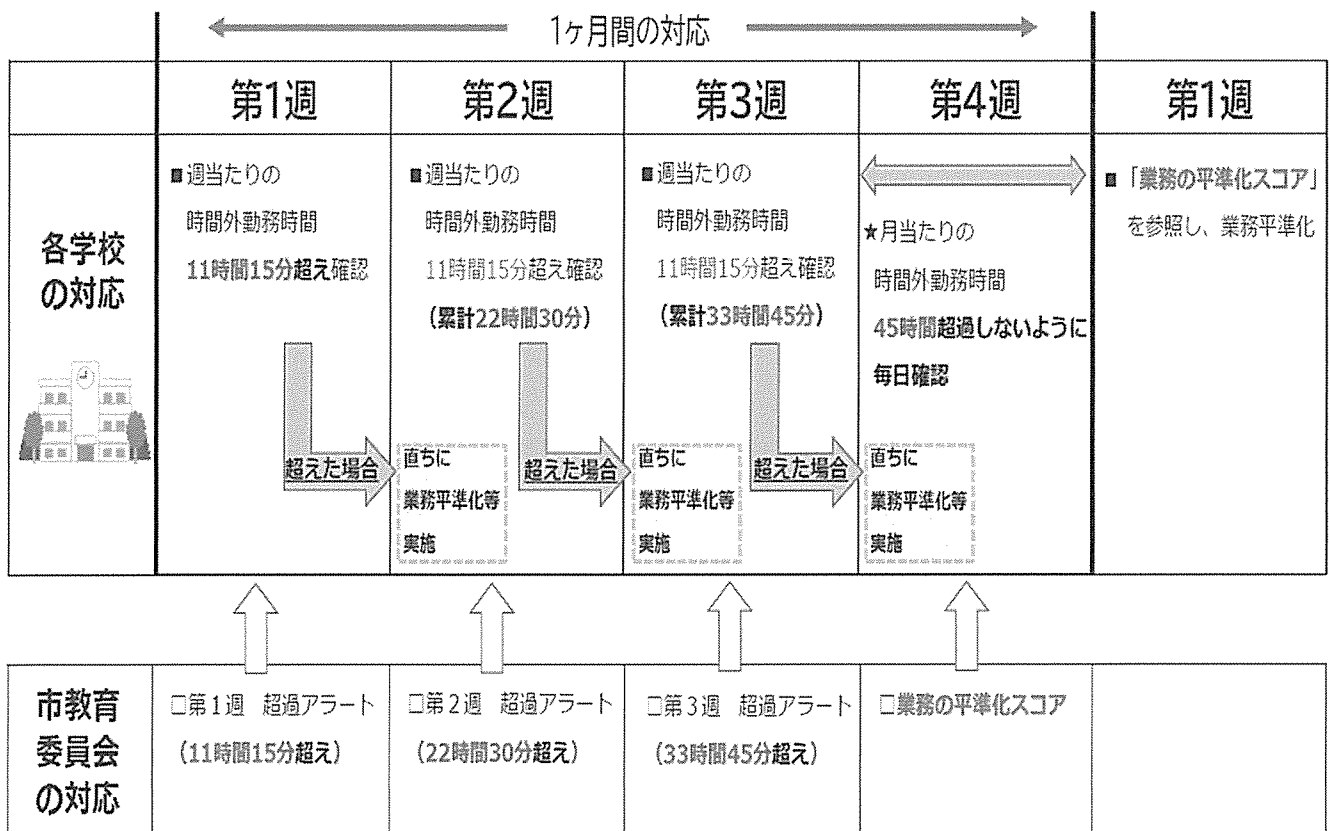 1ヶ月間の対応
第1週
第2週
第3週
第4週
第1週
各学校
の対応
■週当たりの
時間外勤務時間
11時間15分超え確認
■週当たりの
時間外勤務時間
11時間15分超え確認
(累計22時間30分)
■週当たりの
時間外勤務時間
11時間15分超え確認
(累計33時間45分)
★月当たりの
時間外勤務時間
45時間超過しないように
毎日確認
■「業務の平準化スコア」
を参照し、業務平準化
超えた場合
直ちに
業務平準化等
実施
超えた場合
直ちに
業務平準化等
実施
超えた場合
直ちに
業務平準化等
実施
市教育
委員会
の対応
□第1週 超過アラート
(11時間15分超え)
□第2週 超過アラート
(22時間30分超え)
□第3週 超過アラート
(33時間45分超え)
□業務の平準化スコア